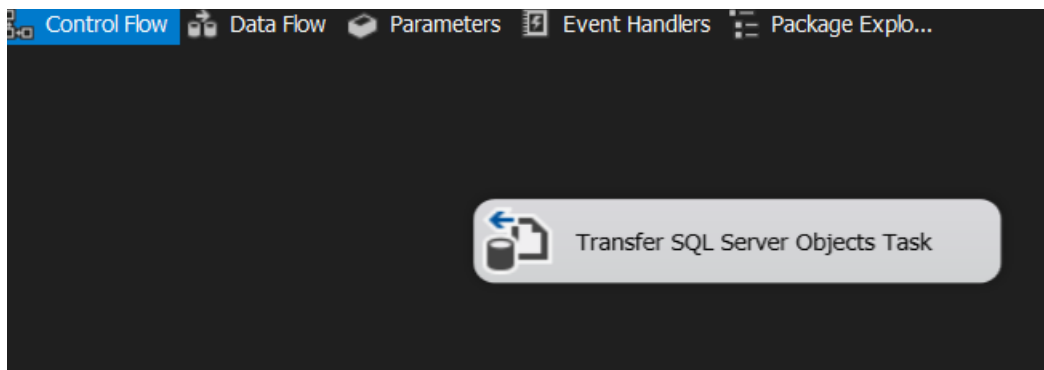 Control Flow Data Flow Parameters Event Handlers Package Explo...
Transfer SQL Server Objects Task